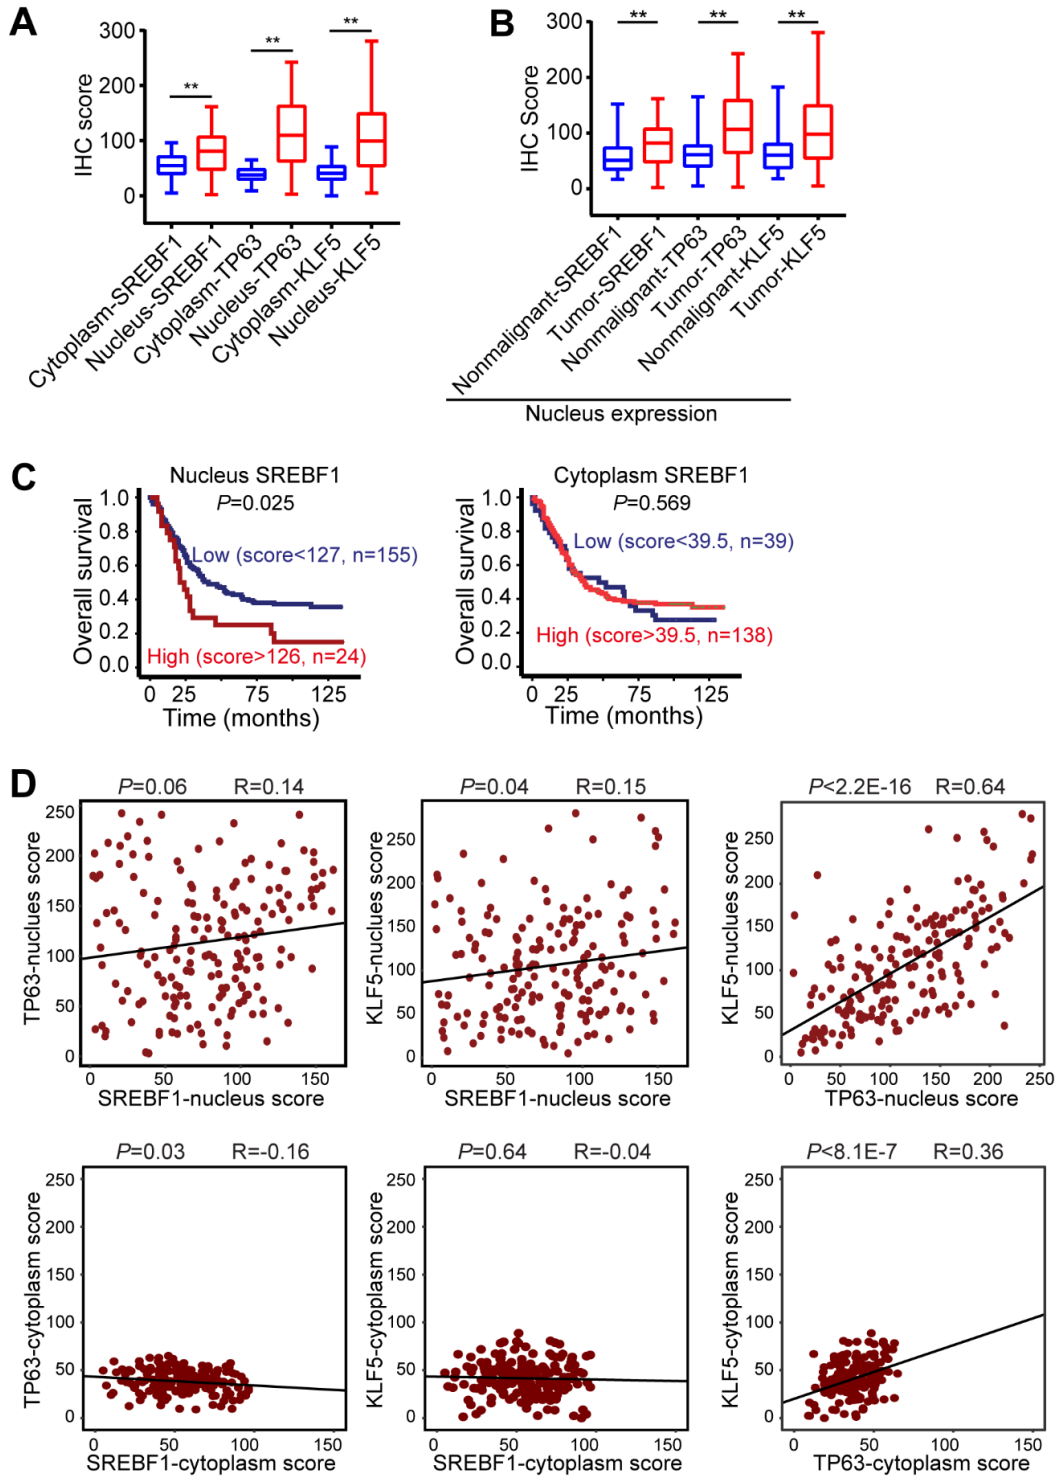 A
IHC score
300
200
100
0
**
**
**
Cytoplasm-SREBF1
Nucleus-SREBF1
Cytoplasm-TP63
Nucleus-TP63
Cytoplasm-KLF5
Nucleus-KLF5
B
IHC Score
300
200
100
0
**
**
**
Nonmalignant-SREBF1
Tumor-SREBF1
Nonmalignant-TP63
Tumor-TP63
Nonmalignant-KLF5
Tumor-KLF5
Nucleus expression
C
Nucleus SREBF1
P=0.025
Overall survival
1.0
0.8
0.6
0.4
0.2
0.0
Low (score<127, n=155)
High (score>126, n=24)
0 25 75 125
Time (months)
Cytoplasm SREBF1
P=0.569
Overall survival
1.0
0.8
0.6
0.4
0.2
0.0
Low (score<39.5, n=39)
High (score>39.5, n=138)
0 25 75 125
Time (months)
D
P=0.06 R=0.14
TP63-nuclues score
250
200
150
100
50
0
0 50 100 150
SREBF1-nucleus score
P=0.04 R=0.15
KLF5-nuclues score
250
200
150
100
50
0
0 50 100 150
SREBF1-nucleus score
P<2.2E-16 R=0.64
KLF5-nuclues score
250
200
150
100
50
0
0 50 100 150 200 250
TP63-nucleus score
P=0.03 R=-0.16
TP63-cytoplasm score
250
200
150
100
50
0
0 50 100 150
SREBF1-cytoplasm score
P=0.64 R=-0.04
KLF5-cytoplasm score
250
200
150
100
50
0
0 50 100 150
SREBF1-cytoplasm score
P<8.1E-7 R=0.36
KLF5-cytoplasm score
250
200
150
100
50
0
0 50 100 150
TP63-cytoplasm score